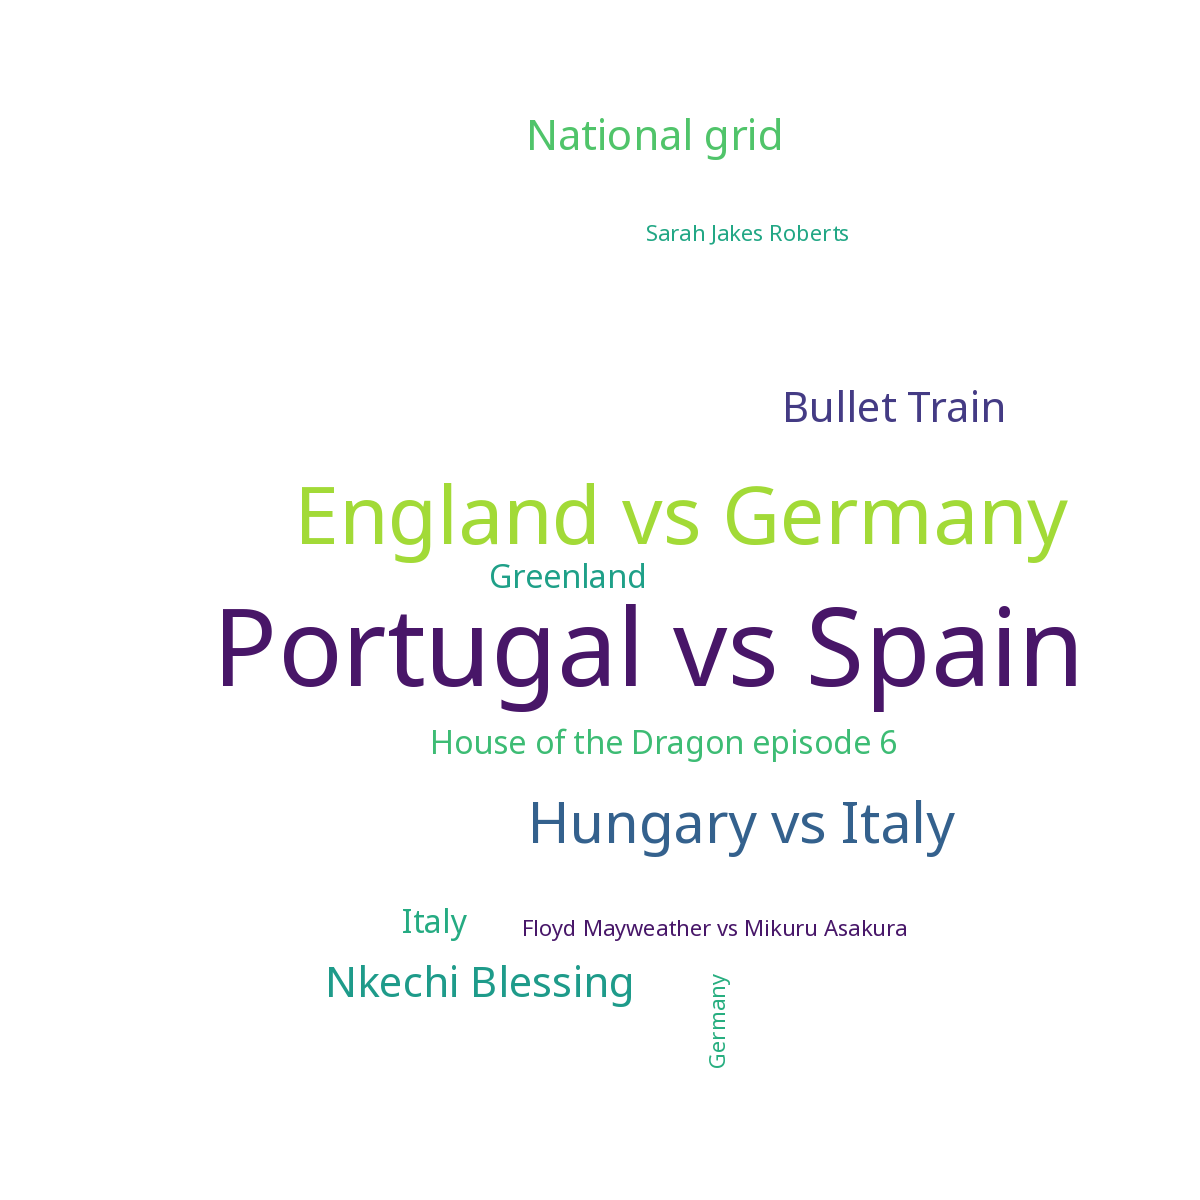 National grid
Sarah Jakes Roberts
Bullet Train
England vs Germany
Greenland
Portugal vs Spain
House of the Dragon episode 6
Hungary vs Italy
Italy
Floyd Mayweather vs Mikuru Asakura
Nkechi Blessing
Germany